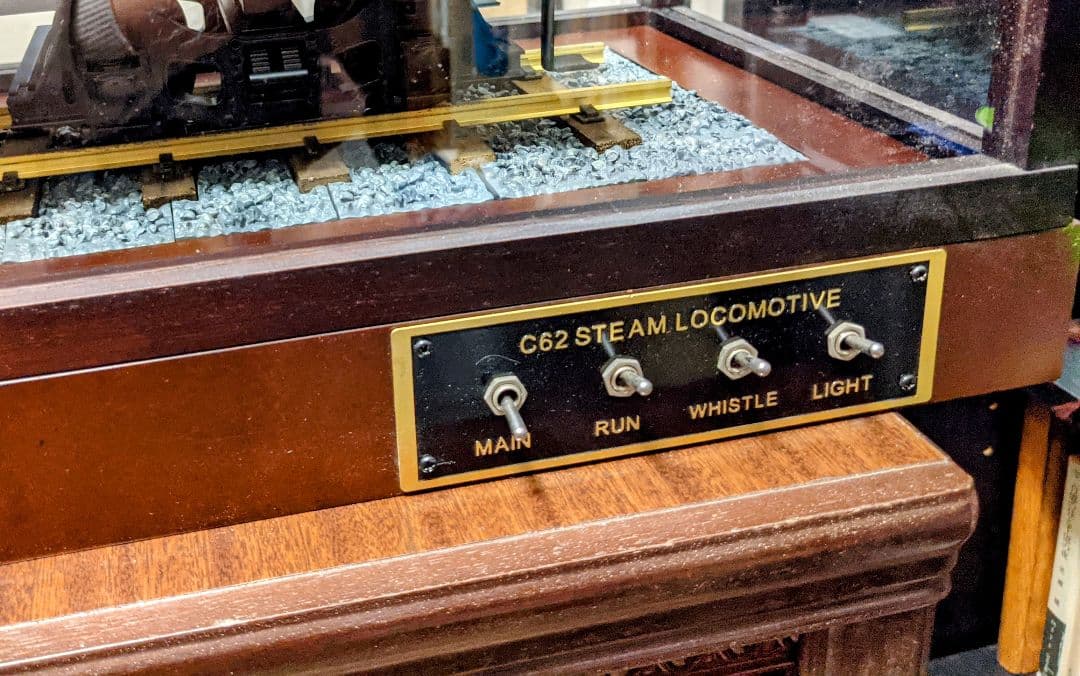 C62 STEAM LOCOMOTIVE
MAIN
RUN
WHISTLE
LIGHT